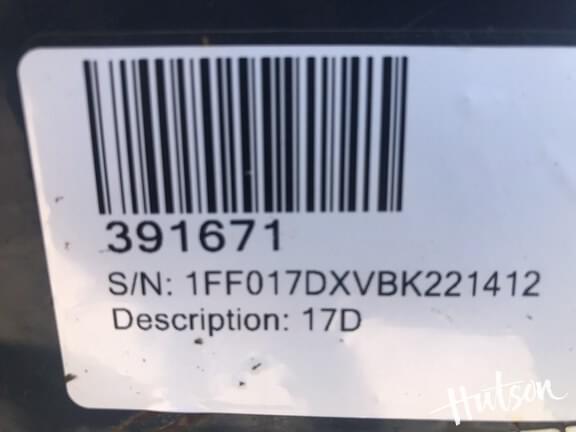 391671
S/N: 1FF017DXVBK221412
Description: 17D
Hutson